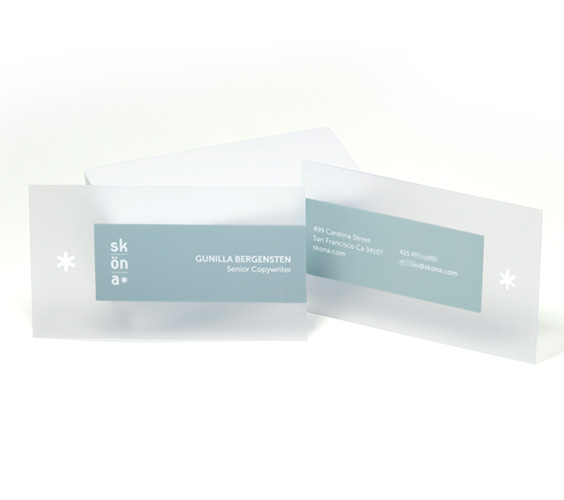 *
sk
ön
a*
GUNILLA BERGENSTEN
Senior Copywriter
499 Carolina Street
San Francisco Ca 94107
skona.com
415
@skona.com
*